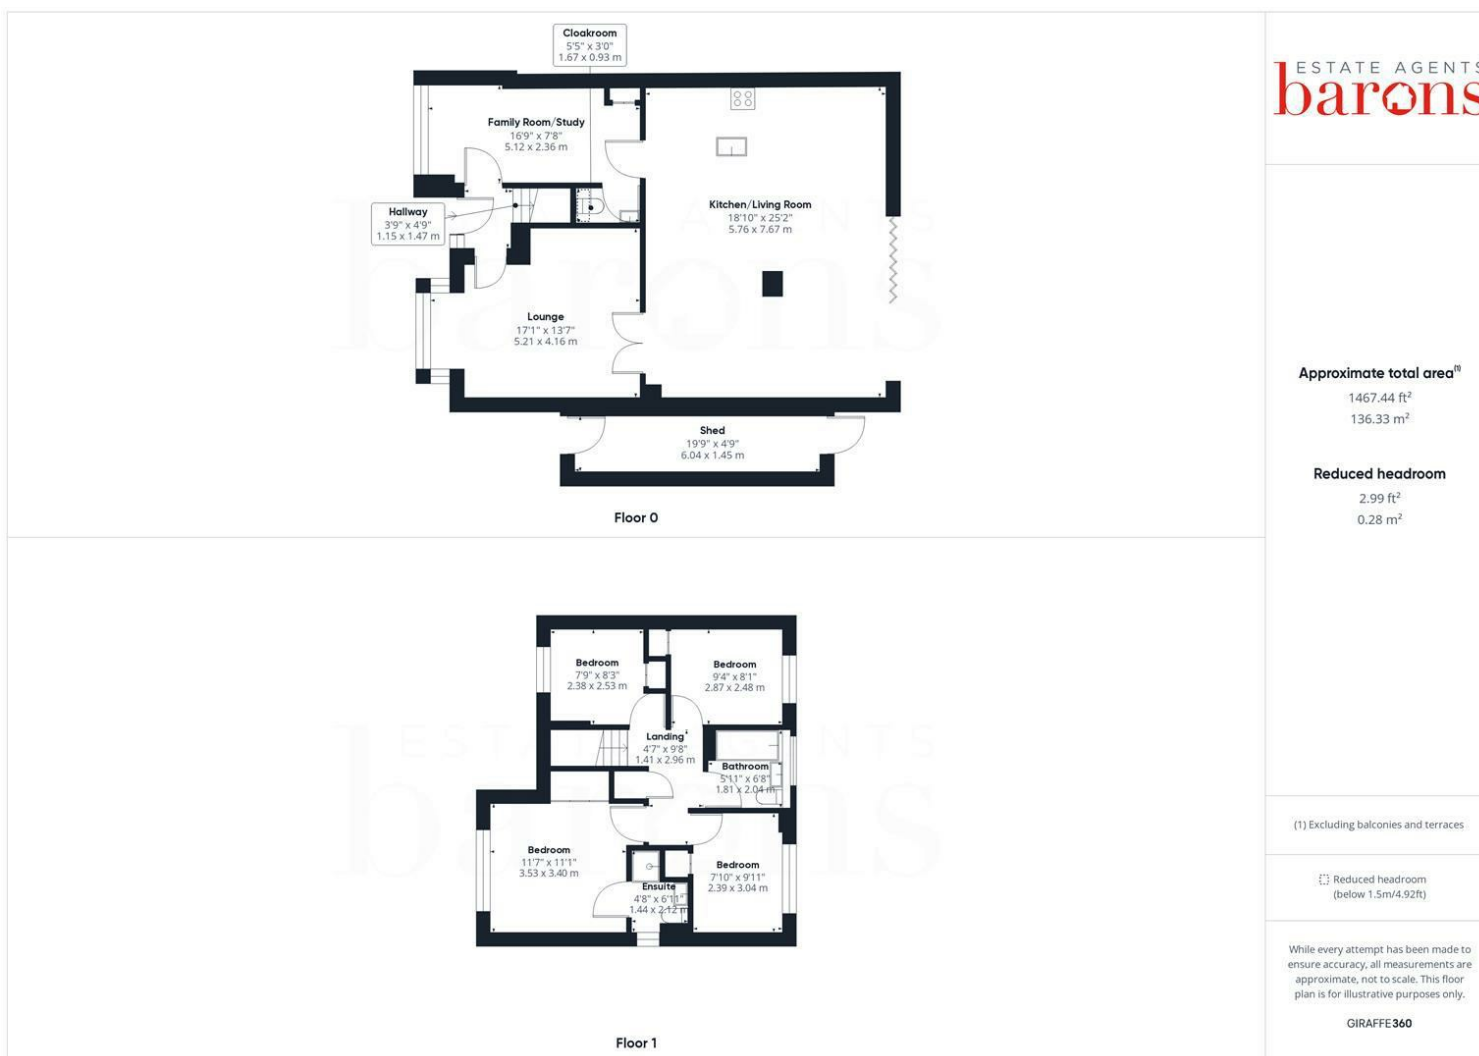 Cloakroom
5'5" x 3'0"
1.67 x 0.93 m
Family Room/Study
16'9" x 7'8"
5.12 x 2.36 m
Hallway
3'9" x 4'9"
1.15 x 1.47 m
Kitchen/Living Room
18'10" x 25'2"
5.76 x 7.67 m
Lounge
17'1" x 13'7"
5.21 x 4.16 m
Shed
19'9" x 4'9"
6.04 x 1.45 m
Floor 0
Bedroom
7'9" x 8'3"
2.38 x 2.53 m
Bedroom
9'4" x 8'1"
2.87 x 2.48 m
Landing
4'7" x 9'8"
1.41 x 2.96 m
Bathroom
5'11" x 6'8"
1.81 x 2.04 m
Bedroom
11'7" x 11'1"
3.53 x 3.40 m
Ensuite
4'8" x 6'11"
1.44 x 2.12 m
Bedroom
7'10" x 9'11"
2.39 x 3.04 m
Floor 1
ESTATE AGENTS
barons
ESTATE AGENTS
barons
ESTATE AGENTS
barons
Approximate total area(1)
1467.44 ft²
136.33 m²
Reduced headroom
2.99 ft²
0.28 m²
(1) Excluding balconies and terraces
Reduced headroom
(below 1.5m/4.92ft)
While every attempt has been made to
ensure accuracy, all measurements are
approximate, not to scale. This floor
plan is for illustrative purposes only.
GIRAFFE360